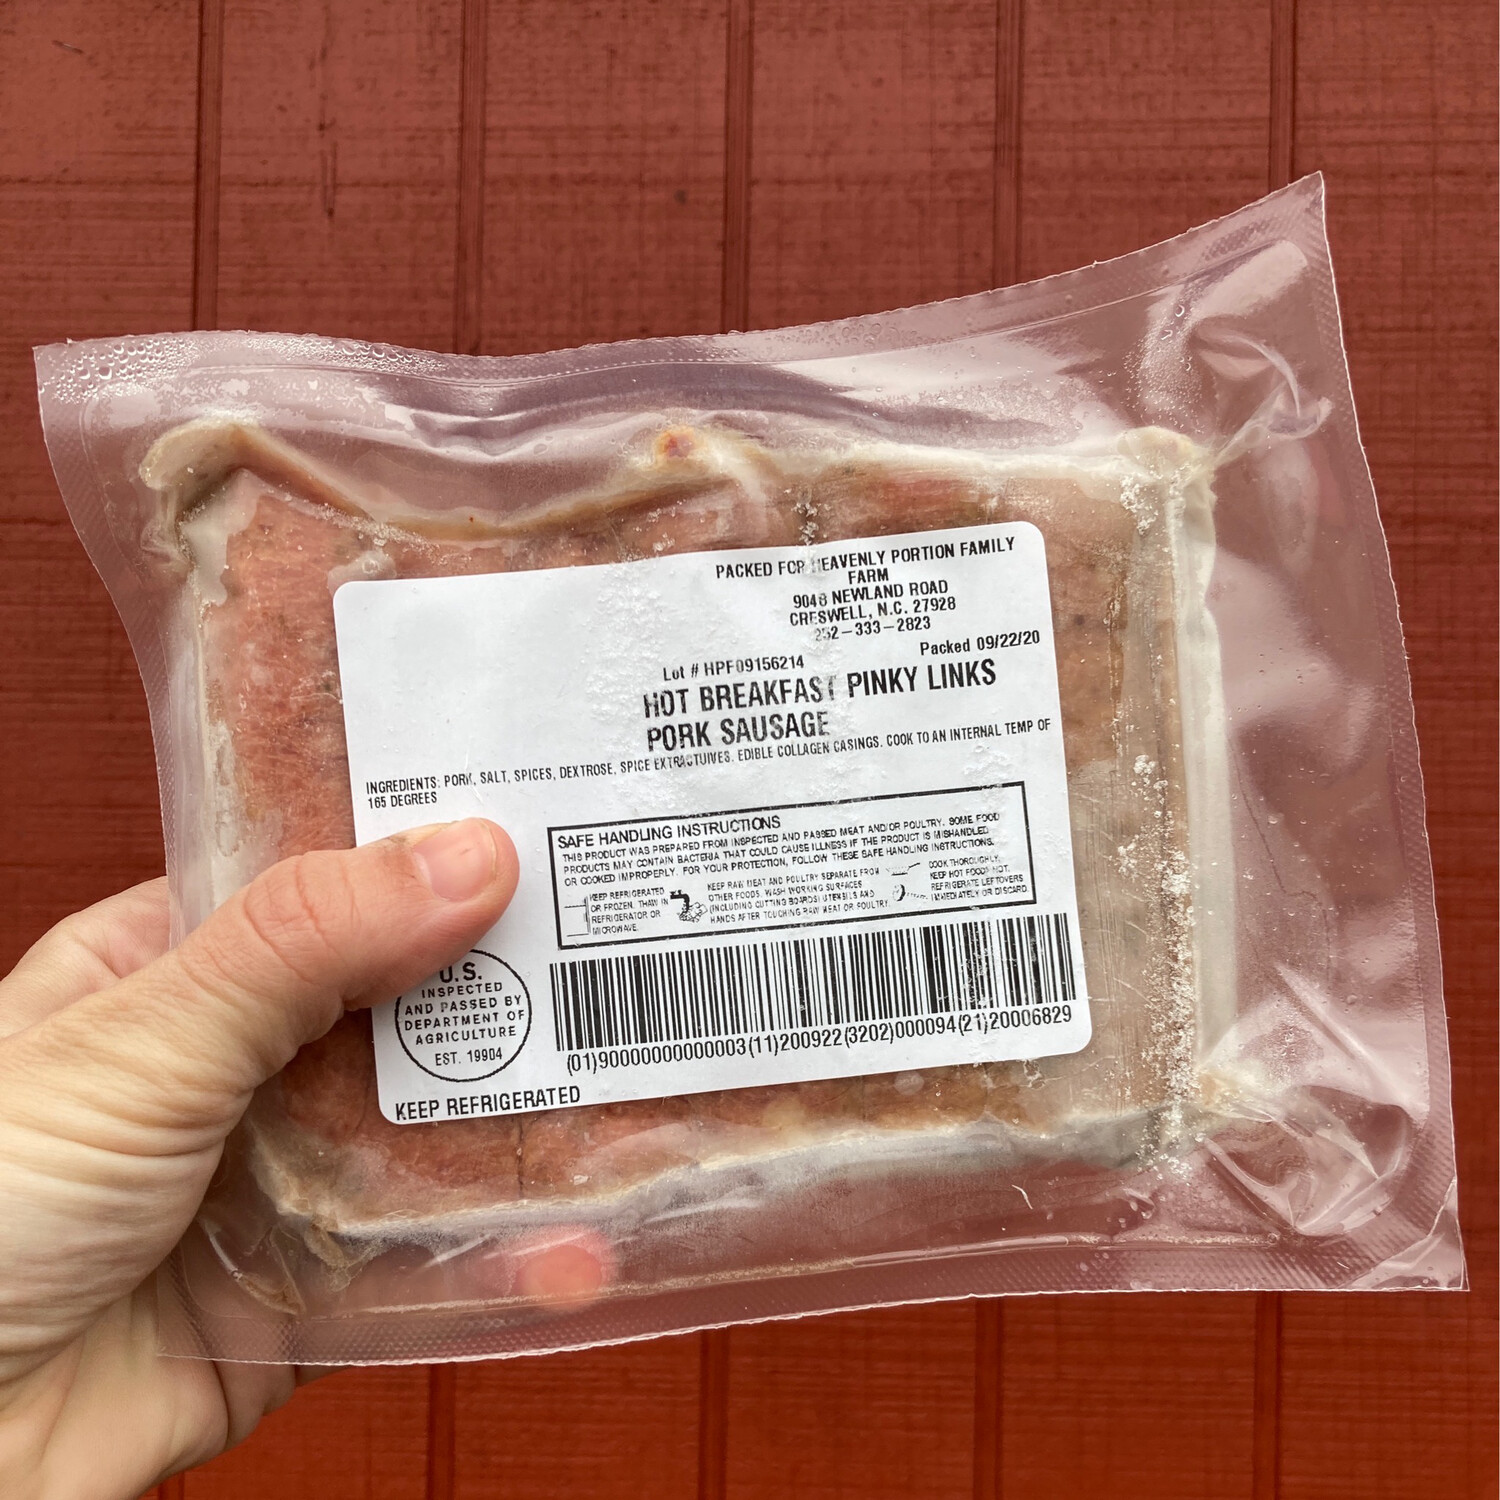 PACKED FOR HEAVENLY PORTION FAMILY
FARM
9048 NEWLAND ROAD
CRESWELL, N.C. 27928
252-333-2823
Packed 09/22/20
Lot # HPF09156214
HOT BREAKFAST PINKY LINKS
PORK SAUSAGE
INGREDIENTS: PORK, SALT, SPICES, DEXTROSE, SPICE EXTRACTUIVES. EDIBLE COLLAGEN CASINGS. COOK TO AN INTERNAL TEMP OF
165 DEGREES
SAFE HANDLING INSTRUCTIONS
THIS PRODUCT WAS PREPARED FROM INSPECTED AND PASSED MEAT AND/OR POULTRY. SOME FOOD
PRODUCTS MAY CONTAIN BACTERIA THAT COULD CAUSE ILLNESS IF THE PRODUCT IS MISHANDLED
OR COOKED IMPROPERLY. FOR YOUR PROTECTION, FOLLOW THESE SAFE HANDLING INSTRUCTIONS.
KEEP REFRIGERATED
OR FROZEN. THAW IN
REFRIGERATOR OR
MICROWAVE.
KEEP RAW MEAT AND POULTRY SEPARATE FROM
OTHER FOODS. WASH WORKING SURFACES
(INCLUDING CUTTING BOARDS) UTENSILS AND
HANDS AFTER TOUCHING RAW MEAT OR POULTRY.
COOK THOROUGHLY.
KEEP HOT FOODS HOT.
REFRIGERATE LEFTOVERS
IMMEDIATELY OR DISCARD.
U.S.
INSPECTED
AND PASSED BY
DEPARTMENT OF
AGRICULTURE
EST. 19904
(01)90000000000003(11)200922(3202)000094(21)20006829
KEEP REFRIGERATED